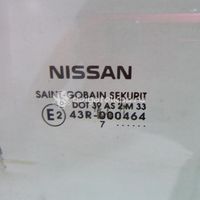 NISSAN
SAINT-GOBAIN SEKURIT
DOT 39 AS 2 M 33
E2 43R-000464
7 ......